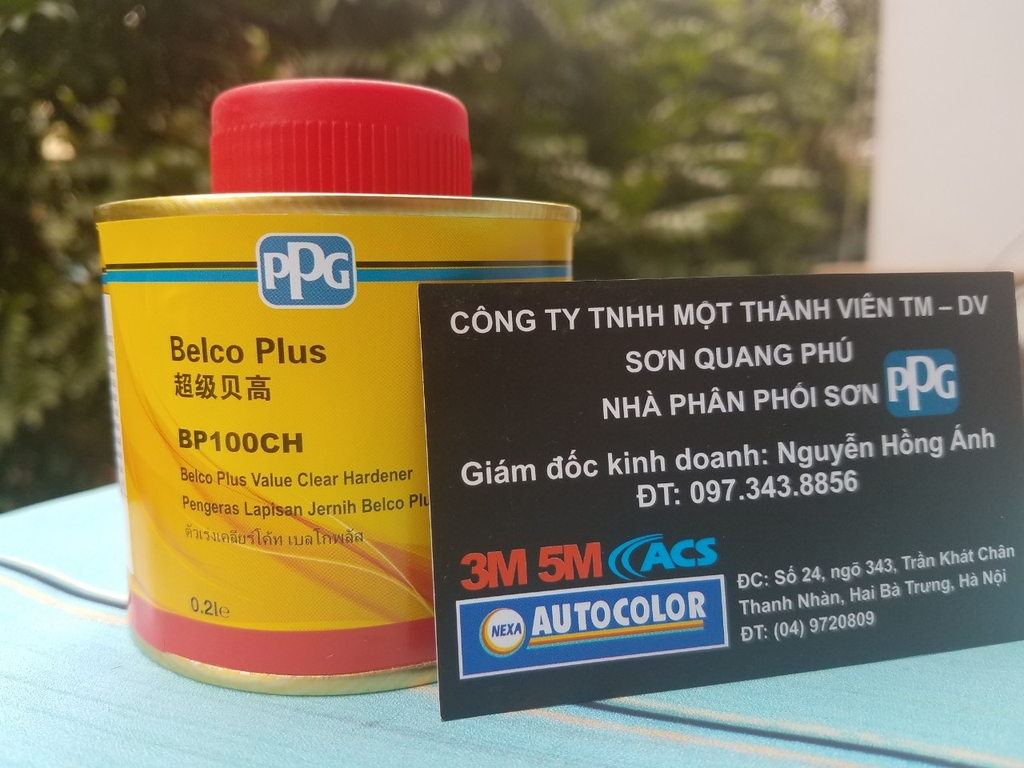 PPG
Belco Plus
超级贝高
BP100CH
Belco Plus Value Clear Hardener
Pengeras Lapisan Jernih Belco Plu
ตัวเร่งเคลียร์โค้ท เบลโกพลัส
0.2l℮
CÔNG TY TNHH MỘT THÀNH VIÊN TM – DV
SƠN QUANG PHÚ
NHÀ PHÂN PHỐI SƠN PPG
Giám đốc kinh doanh: Nguyễn Hồng Ánh
ĐT: 097.343.8856
3M 5M ACS
NEXA AUTOCOLOR
ĐC: Số 24, ngõ 343, Trần Khát Chân
Thanh Nhàn, Hai Bà Trưng, Hà Nội
ĐT: (04) 9720809